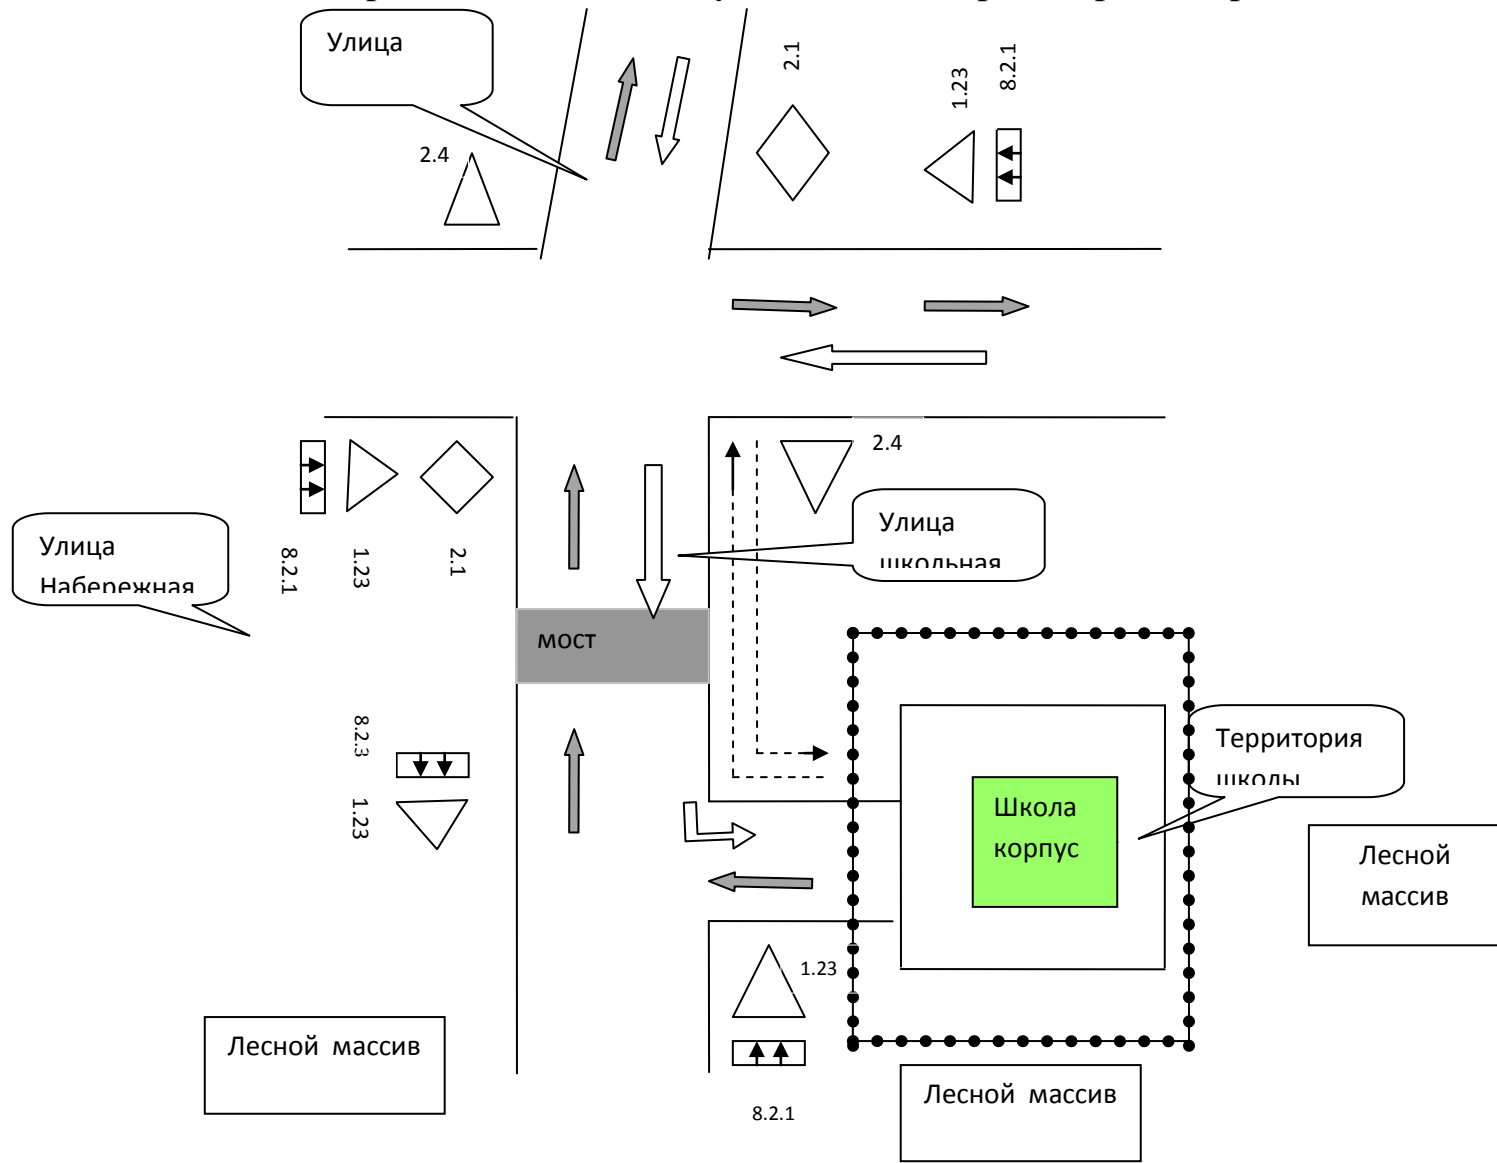 Улица
2.1
1.23
8.2.1
2.4
2.4
Улица
школьная
Улица
Набережная
8.2.1
1.23
2.1
мост
8.2.3
1.23
Территория
школы
Школа
корпус
Лесной
массив
1.23
Лесной массив
Лесной массив
8.2.1